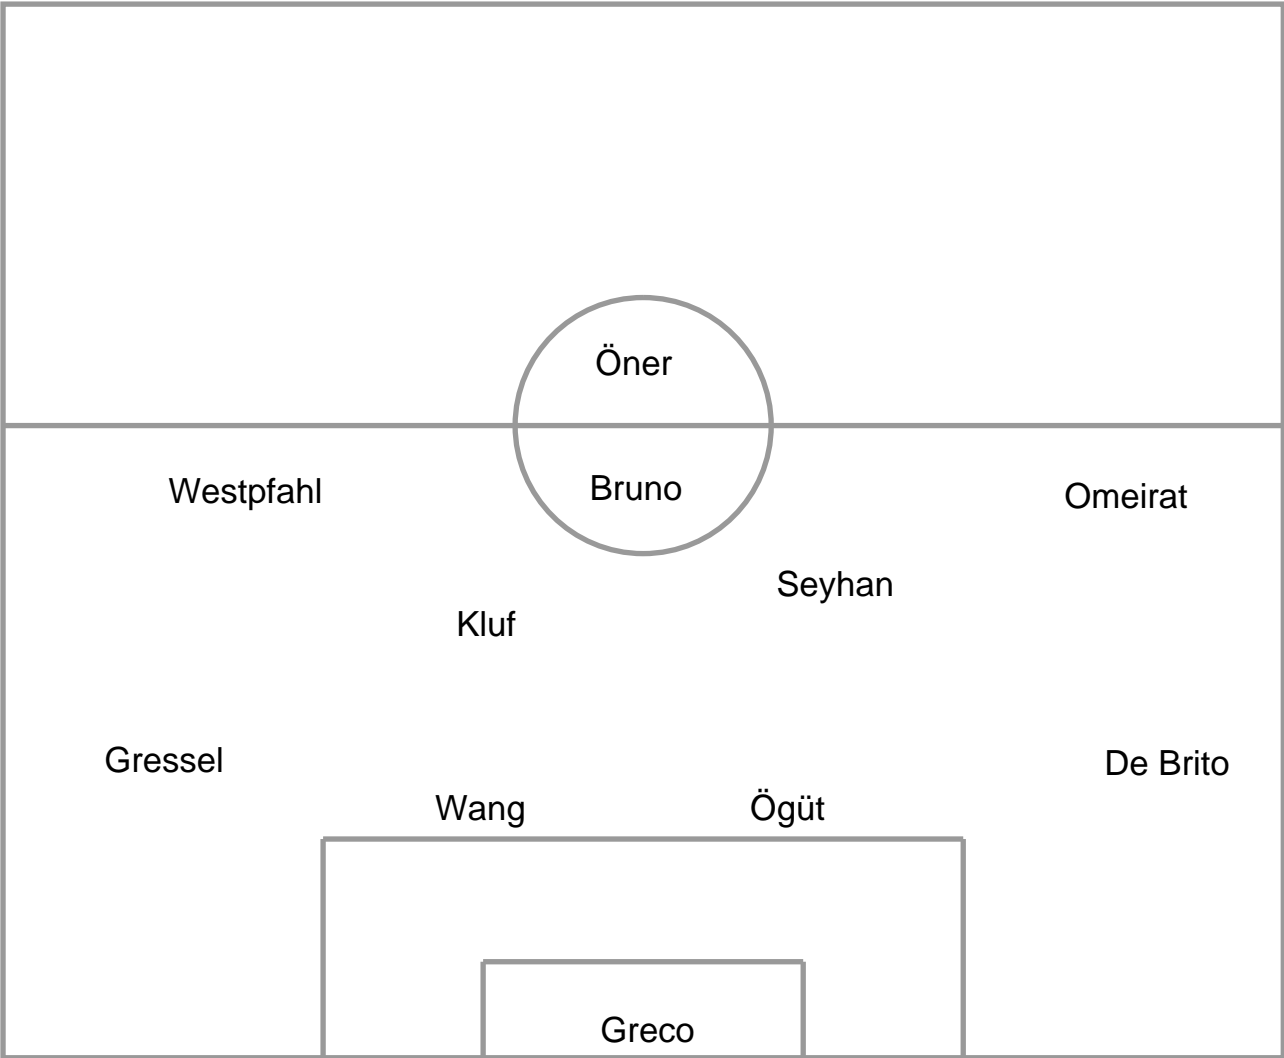 Öner
Westpfahl
Bruno
Omeirat
Seyhan
Kluf
Gressel
De Brito
Wang
Ögüt
Greco